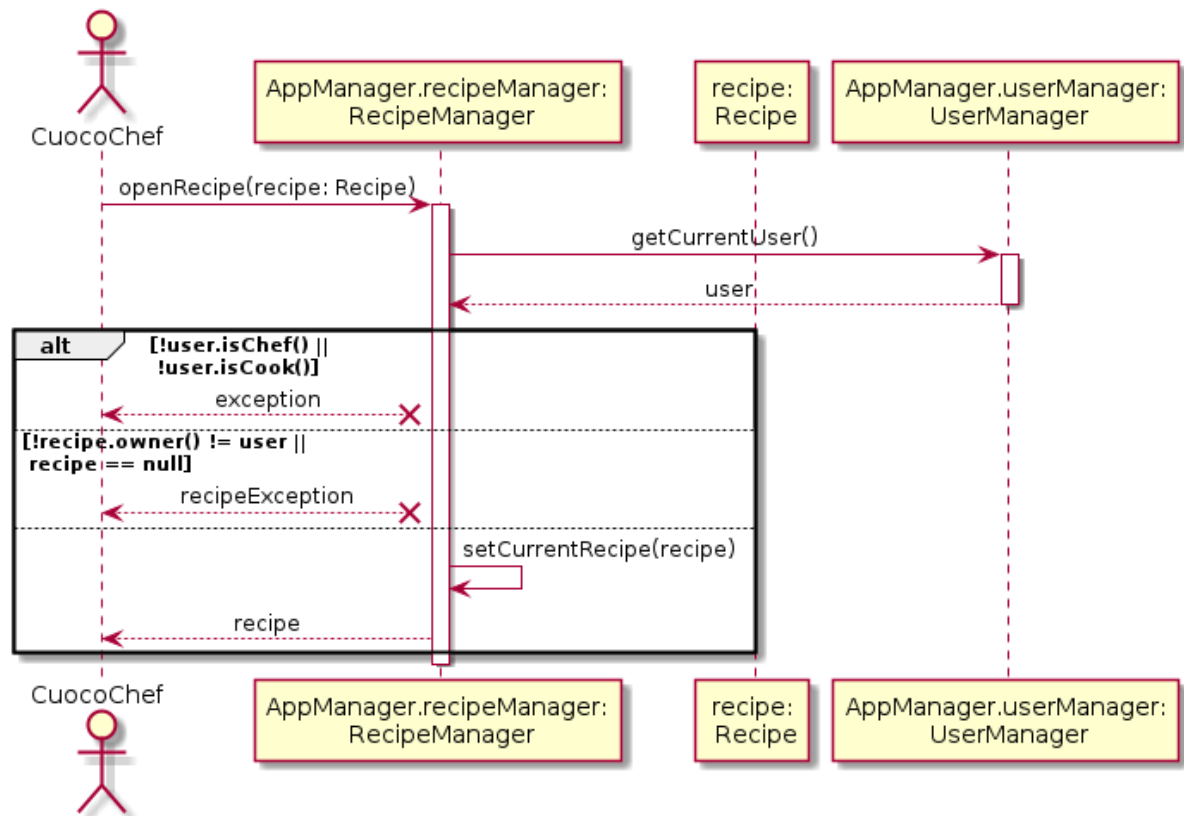 CuocoChef
AppManager.recipeManager:
RecipeManager
recipe:
Recipe
AppManager.userManager:
UserManager
openRecipe(recipe: Recipe)
getCurrentUser()
user
alt
[!user.isChef() ||
!user.isCook()]
exception
[!recipe.owner() != user ||
recipe == null]
recipeException
setCurrentRecipe(recipe)
recipe
CuocoChef
AppManager.recipeManager:
RecipeManager
recipe:
Recipe
AppManager.userManager:
UserManager